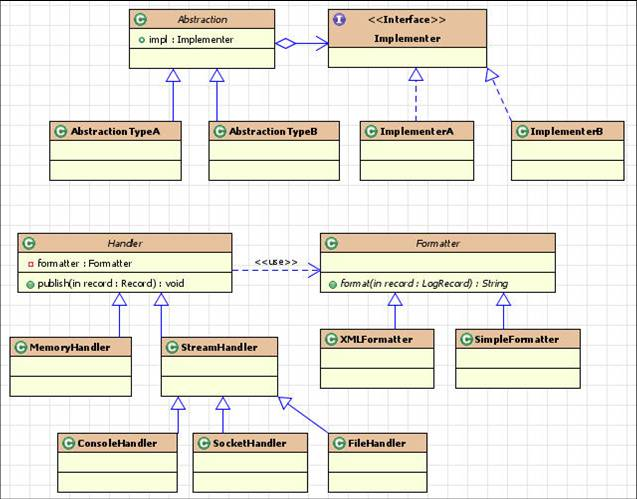 C Abstraction
impl : Implementer
I <<Interface>>
Implementer
C AbstractionTypeA
C AbstractionTypeB
C ImplementerA
C ImplementerB
C Handler
formatter : Formatter
publish(in record : Record) : void
<<use>>
C Formatter
format(in record : LogRecord) : String
C MemoryHandler
C StreamHandler
C XMLFormatter
C SimpleFormatter
C ConsoleHandler
C SocketHandler
C FileHandler